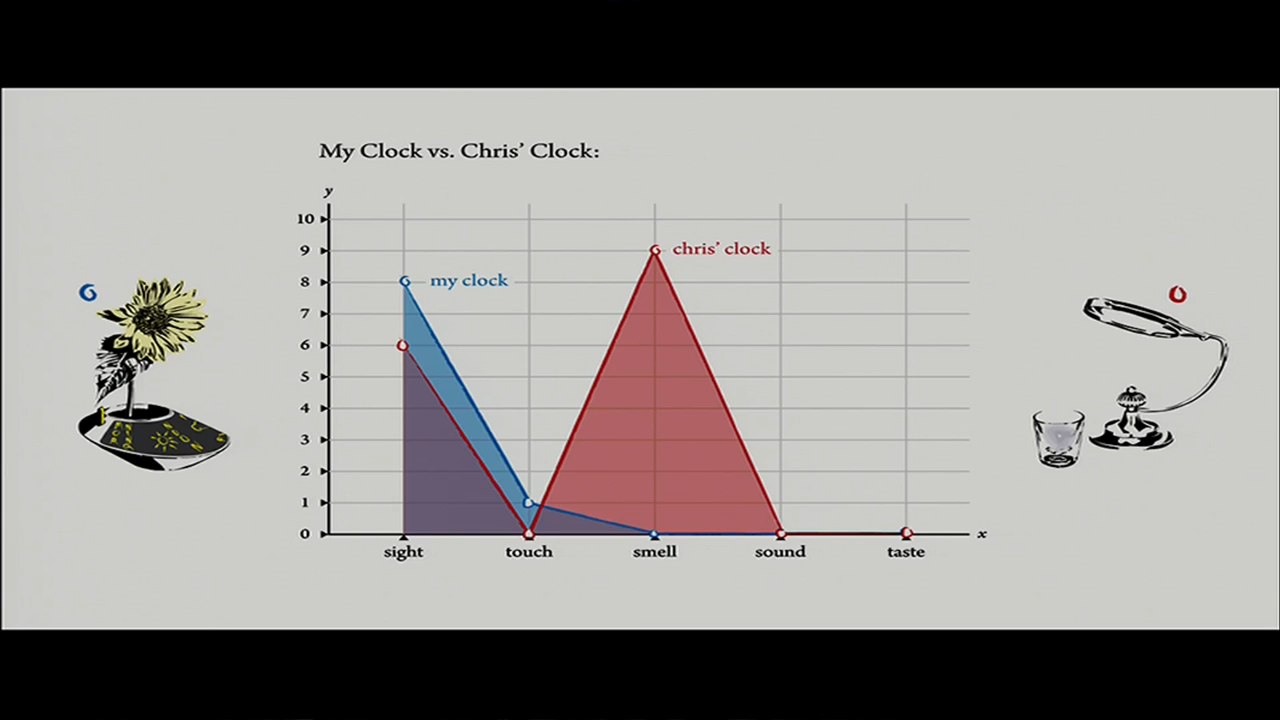 My Clock vs. Chris' Clock:
y
10
9
8
7
6
5
4
3
2
1
0
chris' clock
my clock
sight
touch
smell
sound
taste
x